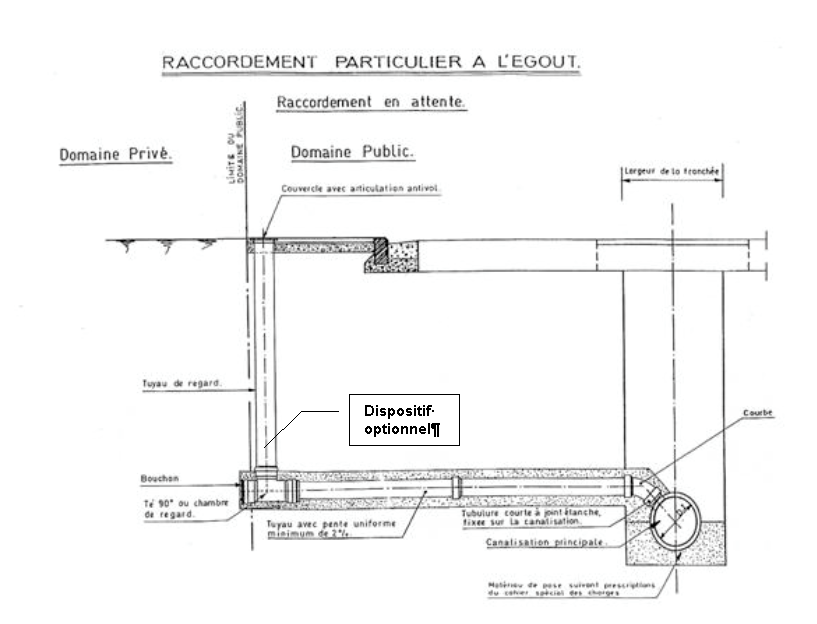 RACCORDEMENT PARTICULIER A L'EGOUT.
Raccordement en attente.
Domaine Privé.
LIMITE DU
DOMAINE PUBLIC.
Domaine Public.
Largeur de la tranchée
Couvercle avec articulation antivol.
Tuyau de regard.
Dispositif·
optionnel¶
Courbe
Bouchon
Té 90° ou chambre
de regard.
Tuyau avec pente uniforme
minimum de 2%.
Tubulure courte à joint étanche,
fixée sur la canalisation.
Canalisation principale.
Matériau de pose suivant prescriptions
du cahier spécial des charges